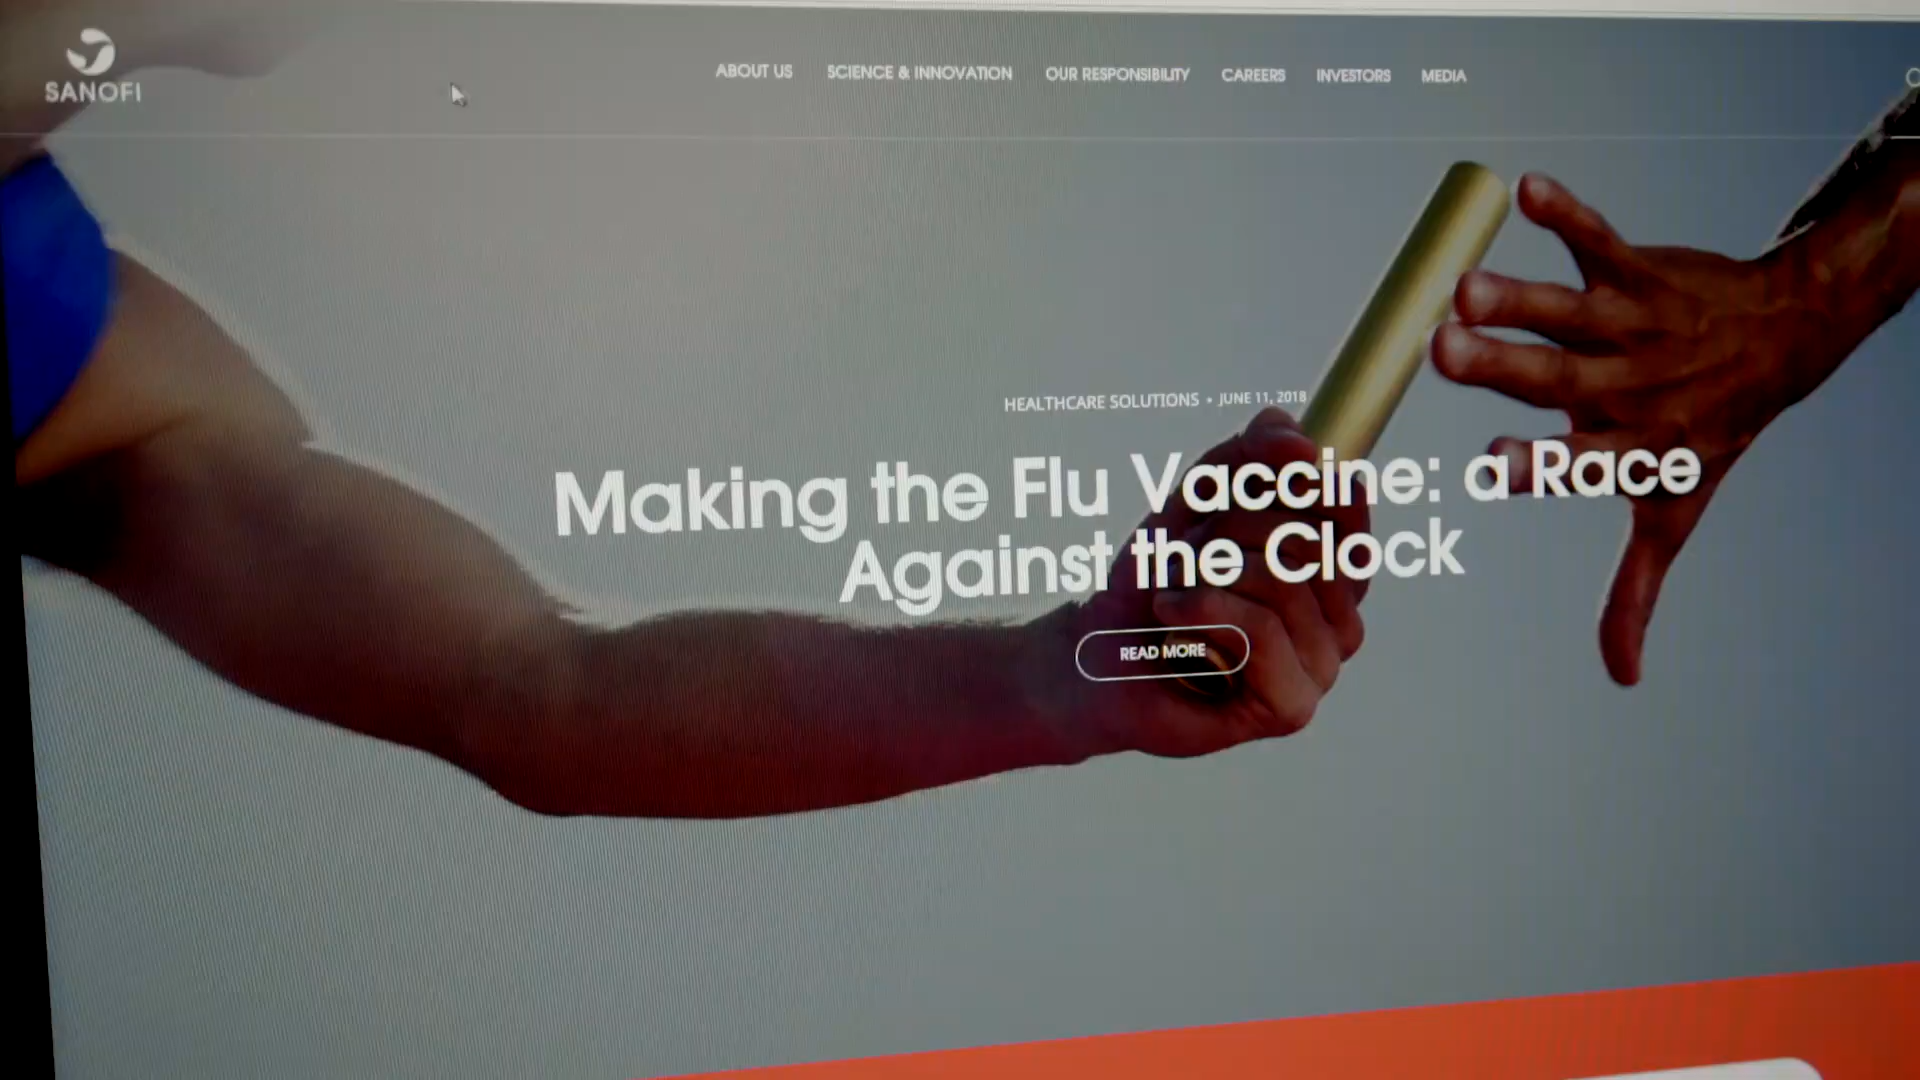 SANOFI
ABOUT US
SCIENCE & INNOVATION
OUR RESPONSIBILITY
CAREERS
INVESTORS
MEDIA
HEALTHCARE SOLUTIONS • JUNE 11, 2018
Making the Flu Vaccine: a Race
Against the Clock
READ MORE